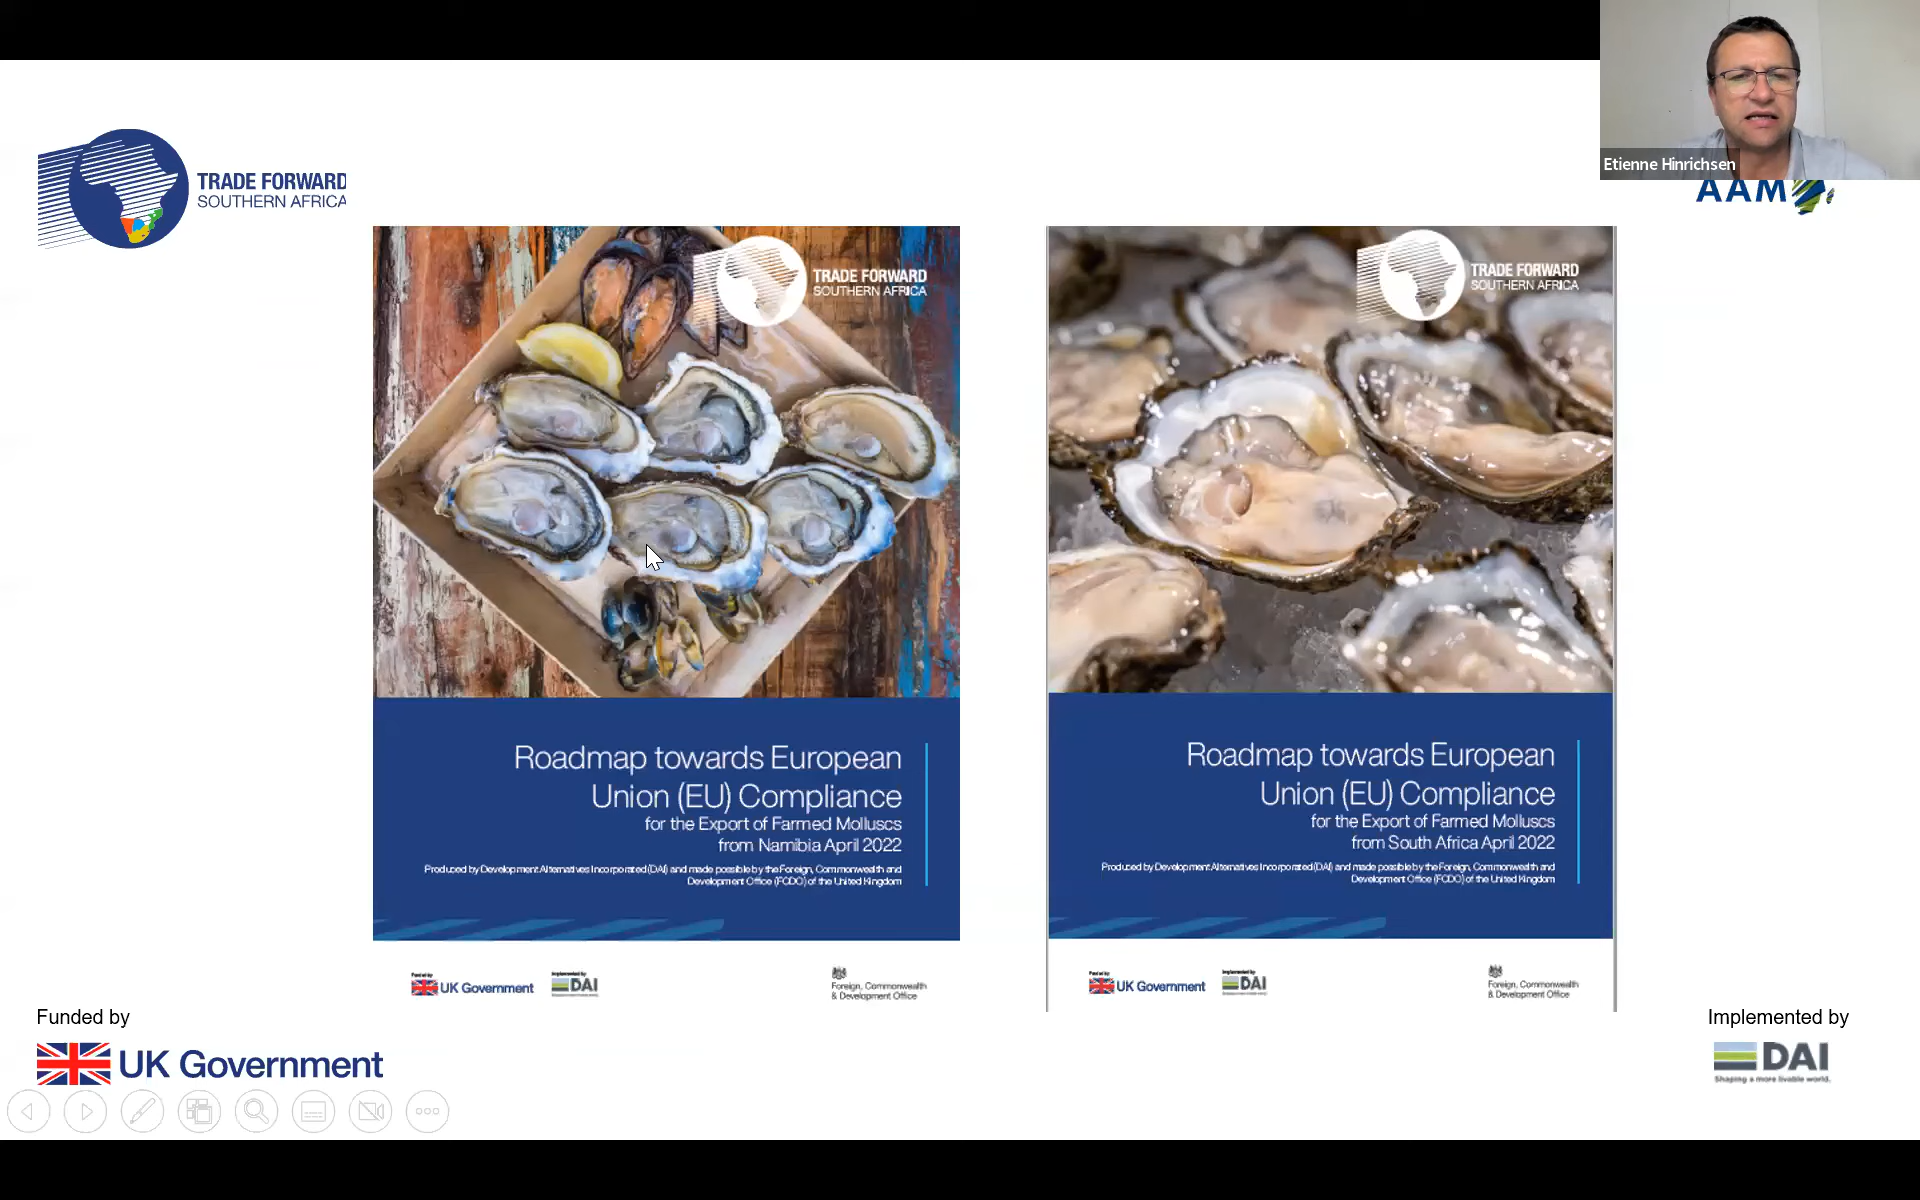 Etienne Hinrichsen
TRADE FORWARD
SOUTHERN AFRICA
AAM
TRADE FORWARD
SOUTHERN AFRICA
Roadmap towards European
Union (EU) Compliance
for the Export of Farmed Molluscs
from Namibia April 2022
Produced by Development Alternatives Incorporated (DAI) and made possible by the Foreign, Commonwealth and
Development Office (FCDO) of the United Kingdom
Funded by
UK Government
Implemented by
DAI
Foreign, Commonwealth
& Development Office
TRADE FORWARD
SOUTHERN AFRICA
Roadmap towards European
Union (EU) Compliance
for the Export of Farmed Molluscs
from South Africa April 2022
Produced by Development Alternatives Incorporated (DAI) and made possible by the Foreign, Commonwealth and
Development Office (FCDO) of the United Kingdom
Funded by
UK Government
Implemented by
DAI
Foreign, Commonwealth
& Development Office
Funded by
UK Government
Implemented by
DAI
Shaping a more livable world.